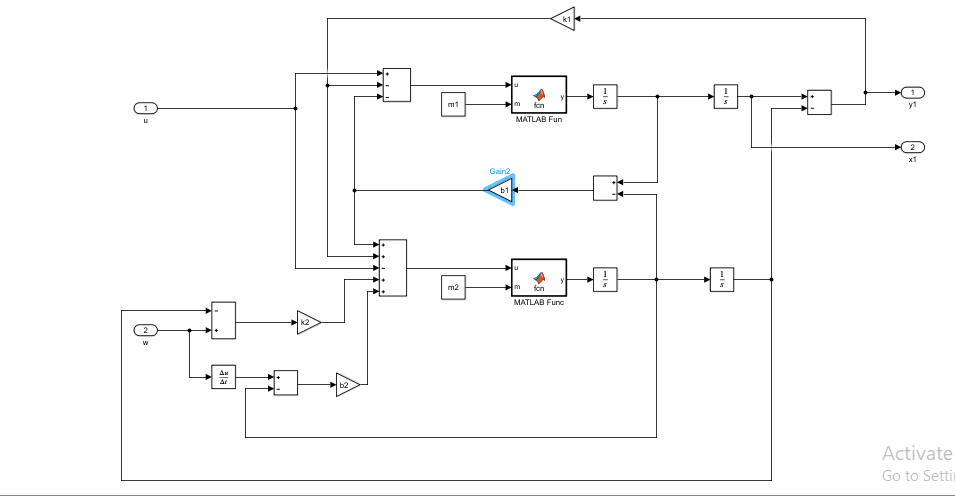 k1
1
u
m1
u
m
fcn
y
MATLAB Fun
1
s
1
s
1
y1
2
x1
Gain2
b1
m2
u
m
fcn
y
MATLAB Func
1
s
1
s
2
w
k2
Δu
Δt
b2
Activate
Go to Setti